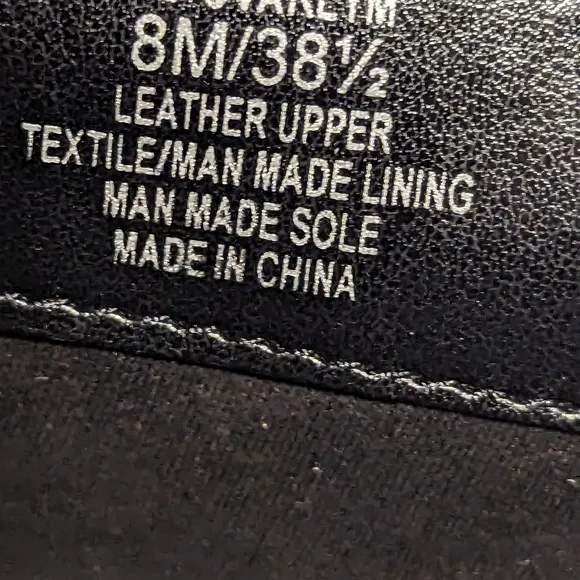 8M/38½
LEATHER UPPER
TEXTILE/MAN MADE LINING
MAN MADE SOLE
MADE IN CHINA